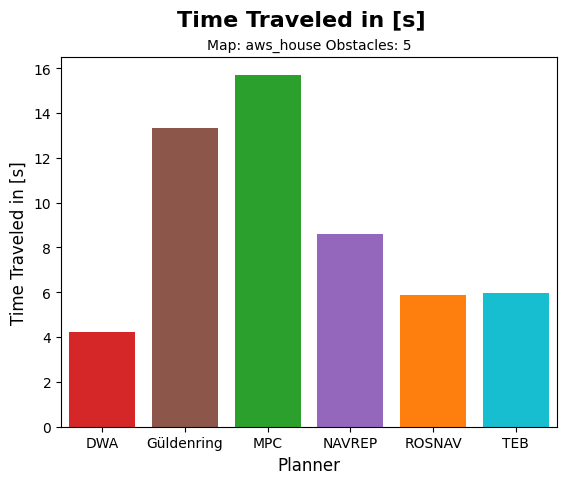 Time Traveled in [s]
Map: aws_house Obstacles: 5
Time Traveled in [s]
16
14
12
10
8
6
4
2
0
DWA Güldenring MPC NAVREP ROSNAV TEB
Planner